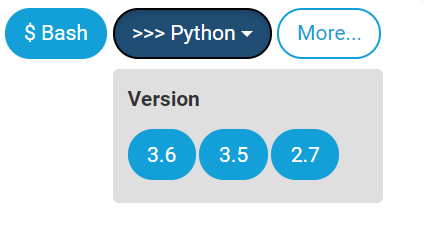 $ Bash >>> Python More...
Version
3.6 3.5 2.7